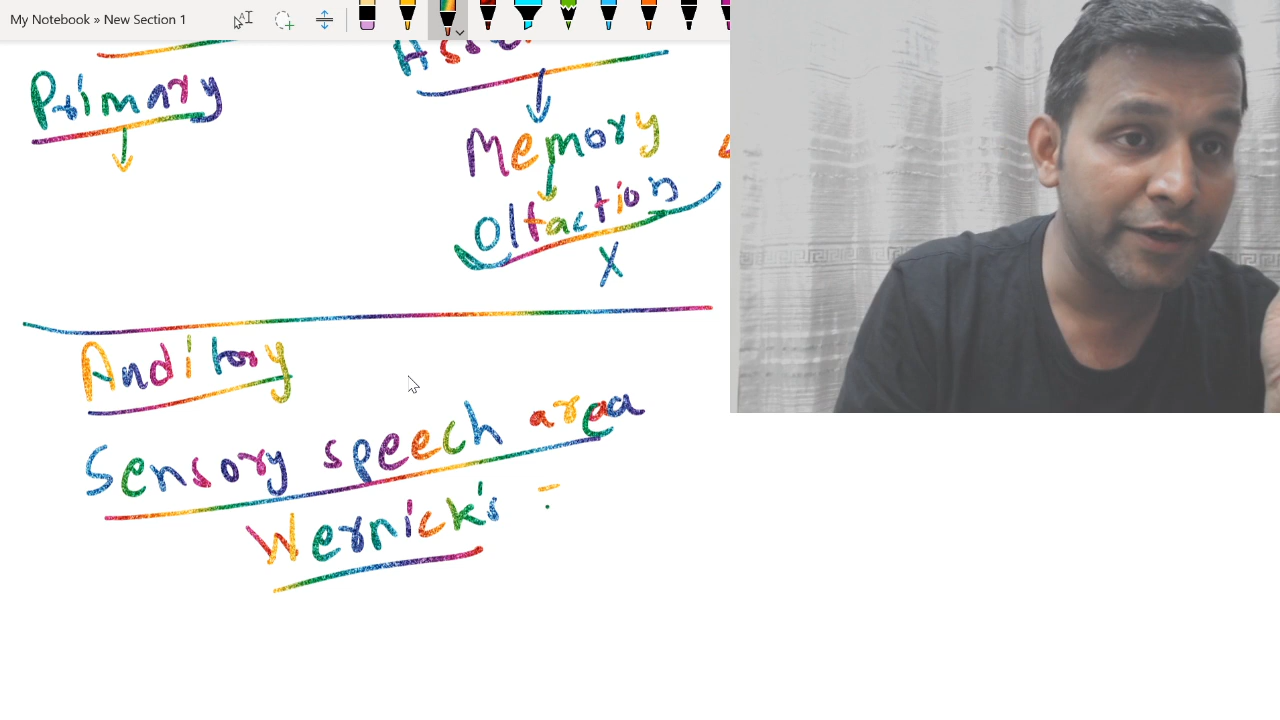 My Notebook » New Section 1
Primary
Memory
Olfaction
X
Auditory
Sensory speech area
Wernick's